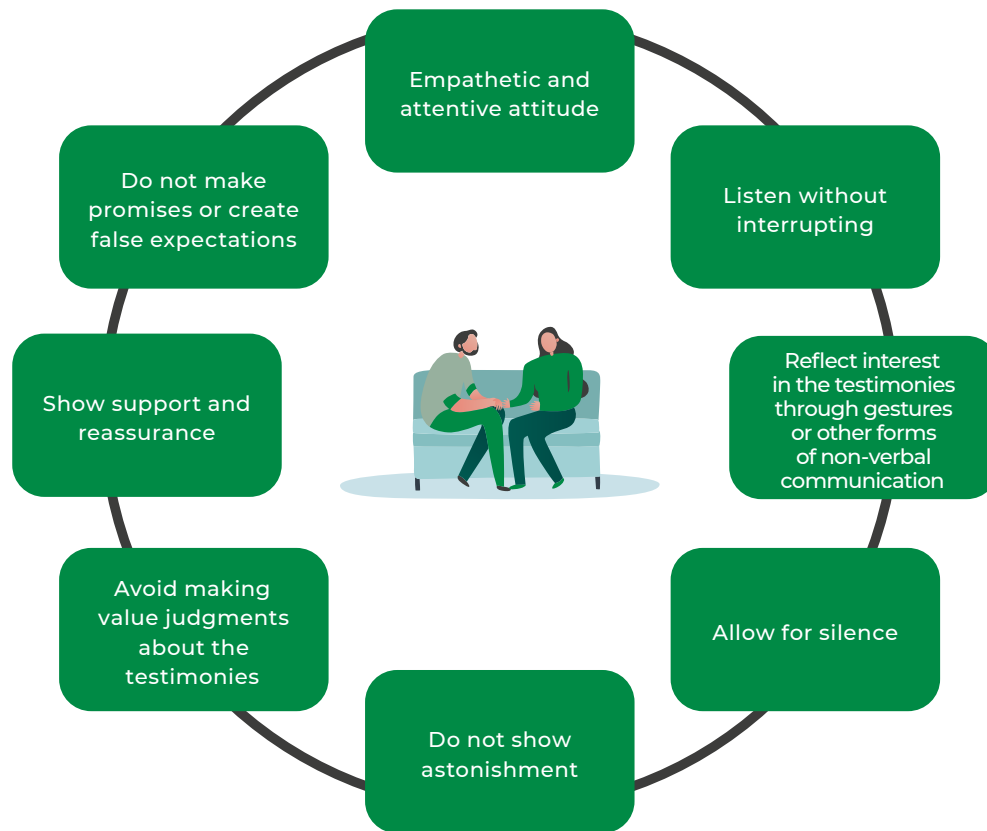 Empathetic and
attentive attitude
Listen without
interrupting
Reflect interest
in the testimonies
through gestures
or other forms
of non-verbal
communication
Allow for silence
Do not show
astonishment
Avoid making
value judgments
about the
testimonies
Show support and
reassurance
Do not make
promises or create
false expectations